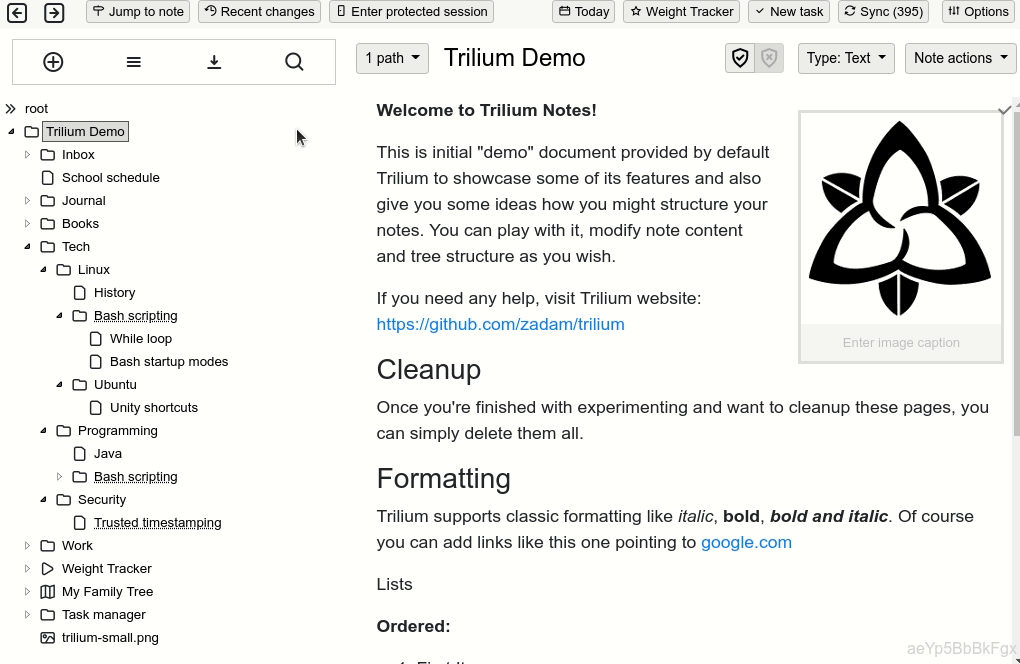 Jump to note Recent changes Enter protected session Today Weight Tracker New task Sync (395) Options
1 path Trilium Demo Type: Text Note actions
root
Trilium Demo
Inbox
School schedule
Journal
Books
Tech
Linux
History
Bash scripting
While loop
Bash startup modes
Ubuntu
Unity shortcuts
Programming
Java
Bash scripting
Security
Trusted timestamping
Work
Weight Tracker
My Family Tree
Task manager
trilium-small.png
Welcome to Trilium Notes!
This is initial "demo" document provided by default
Trilium to showcase some of its features and also
give you some ideas how you might structure your
notes. You can play with it, modify note content
and tree structure as you wish.
If you need any help, visit Trilium website:
https://github.com/zadam/trilium
Enter image caption
Cleanup
Once you're finished with experimenting and want to cleanup these pages, you
can simply delete them all.
Formatting
Trilium supports classic formatting like italic, bold, bold and italic. Of course
you can add links like this one pointing to google.com
Lists
Ordered:
aeYp5BbBkFgx